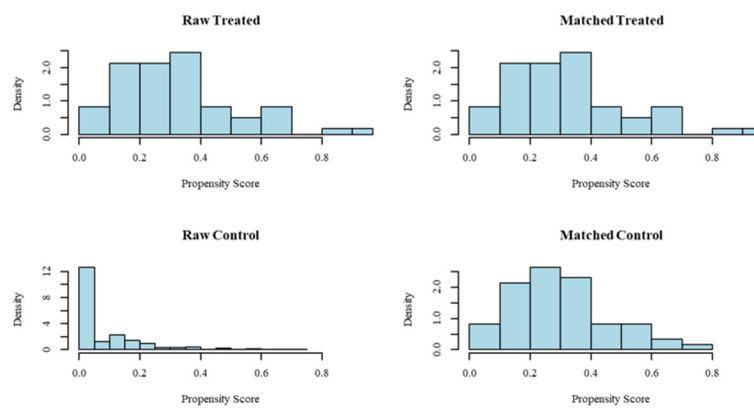 Raw Treated
Density
0.0 1.0 2.0
0.0 0.2 0.4 0.6 0.8
Propensity Score
Matched Treated
Density
0.0 1.0 2.0
0.0 0.2 0.4 0.6 0.8
Propensity Score
Raw Control
Density
0 4 8 12
0.0 0.2 0.4 0.6 0.8
Propensity Score
Matched Control
Density
0.0 1.0 2.0
0.0 0.2 0.4 0.6 0.8
Propensity Score